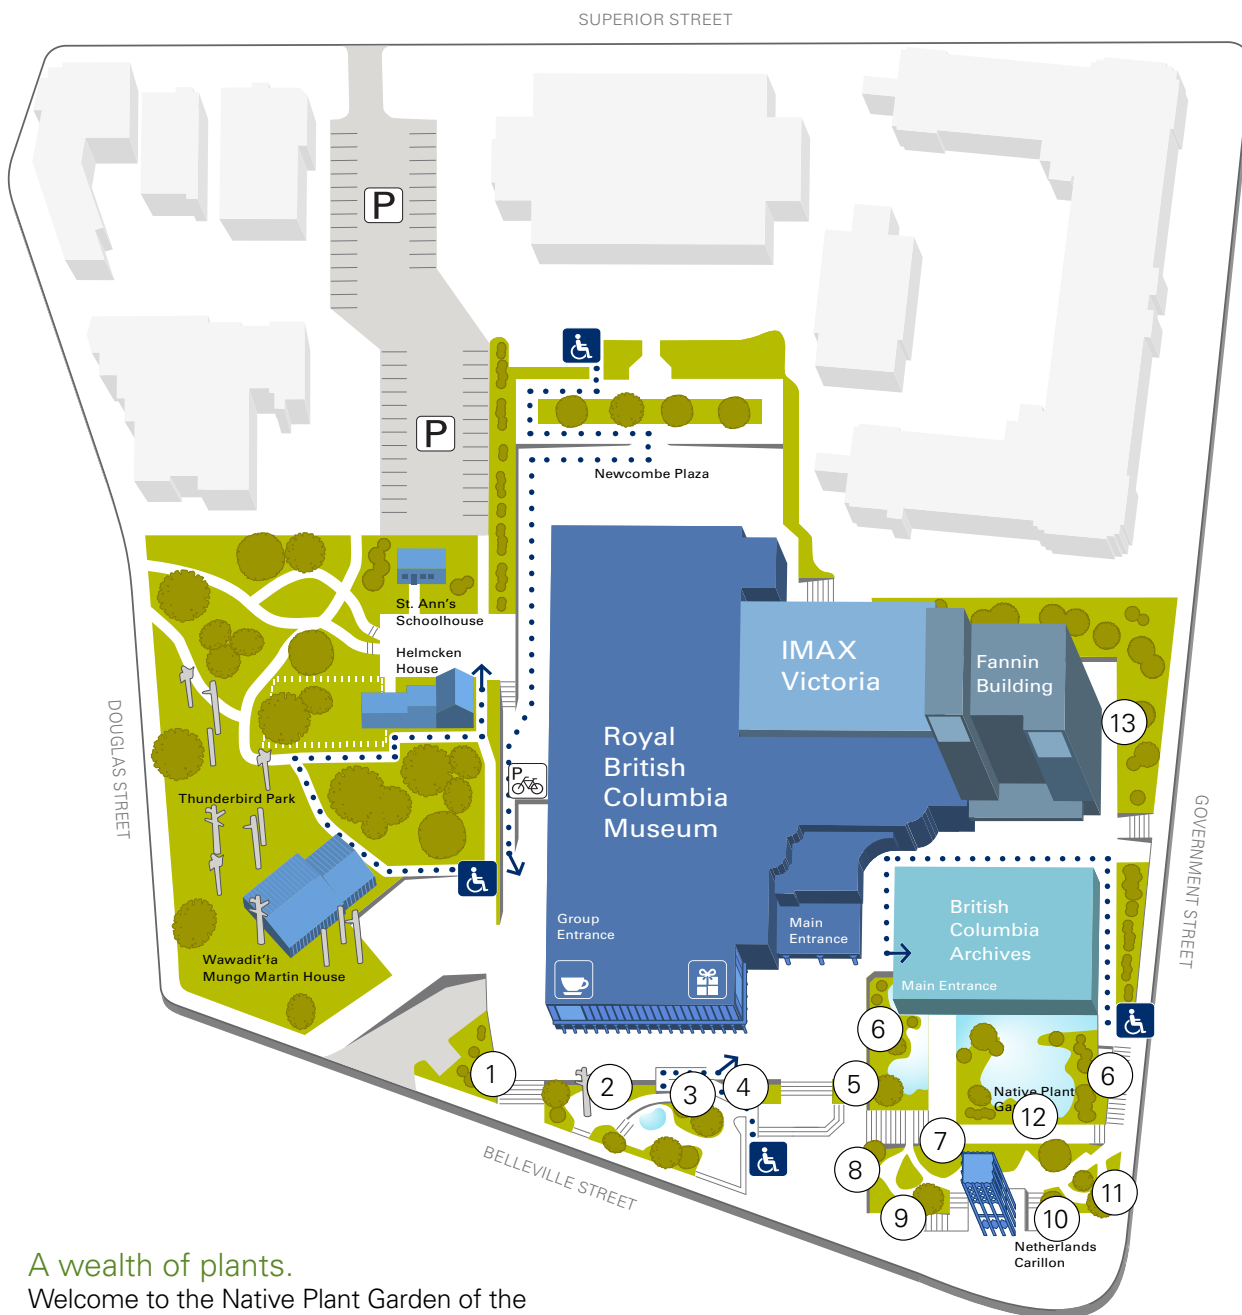 SUPERIOR STREET
P
P
Newcombe Plaza
St. Ann's
Schoolhouse
Helmcken
House
IMAX
Victoria
Fannin
Building
13
DOUGLAS STREET
Royal
British
Columbia
Museum
P
Thunderbird Park
GOVERNMENT STREET
Group
Entrance
Main
Entrance
British
Columbia
Archives
Main Entrance
Wawadit'ła
Mungo Martin House
6
1
2
3
4
5
6
Native Plant
Garden
12
7
BELLEVILLE STREET
8
9
10
11
Netherlands
Carillon
A wealth of plants.
Welcome to the Native Plant Garden of the